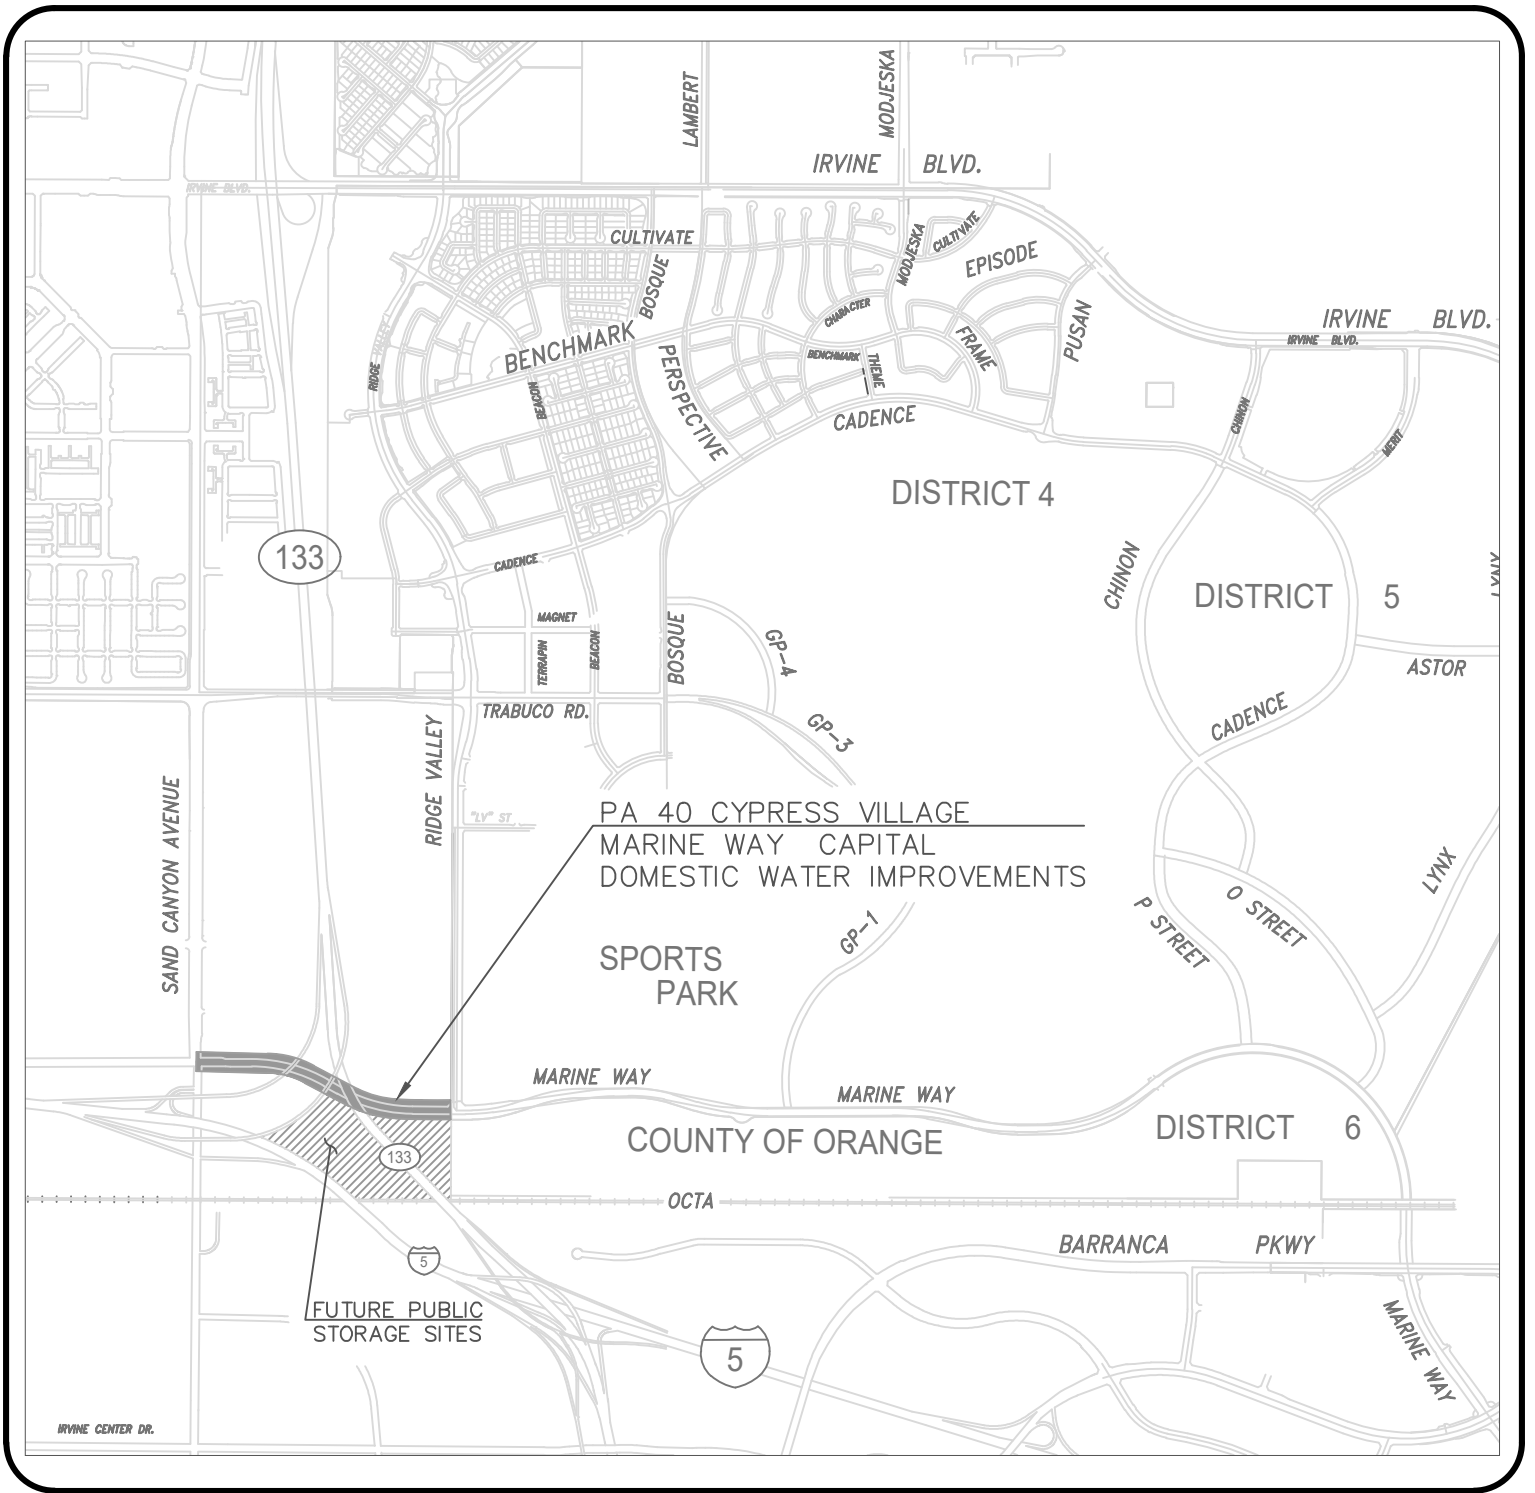 LAMBERT
MODJESKA
IRVINE BLVD.
IRVINE BLVD.
CULTIVATE
BOSQUE
MODJESKA
CULTIVATE
EPISODE
CHARACTER
PUSAN
IRVINE BLVD.
IRVINE BLVD.
BENCHMARK
PERSPECTIVE
BENCHMARK
THEME
FRAME
RIDGE VALLEY
BEACON
CADENCE
CHINON
MERIT
DISTRICT 4
133
CADENCE
CHINON
DISTRICT 5
LYNX
MAGNET
TERRAPIN
BEACON
BOSQUE
GP-4
ASTOR
TRABUCO RD.
GP-3
CADENCE
RIDGE VALLEY
SAND CANYON AVENUE
"LV" ST
PA 40 CYPRESS VILLAGE
MARINE WAY CAPITAL
DOMESTIC WATER IMPROVEMENTS
LYNX
O STREET
P STREET
GP-1
SPORTS
PARK
MARINE WAY
MARINE WAY
DISTRICT 6
COUNTY OF ORANGE
133
OCTA
BARRANCA PKWY
5
FUTURE PUBLIC
STORAGE SITES
5
MARINE WAY
IRVINE CENTER DR.